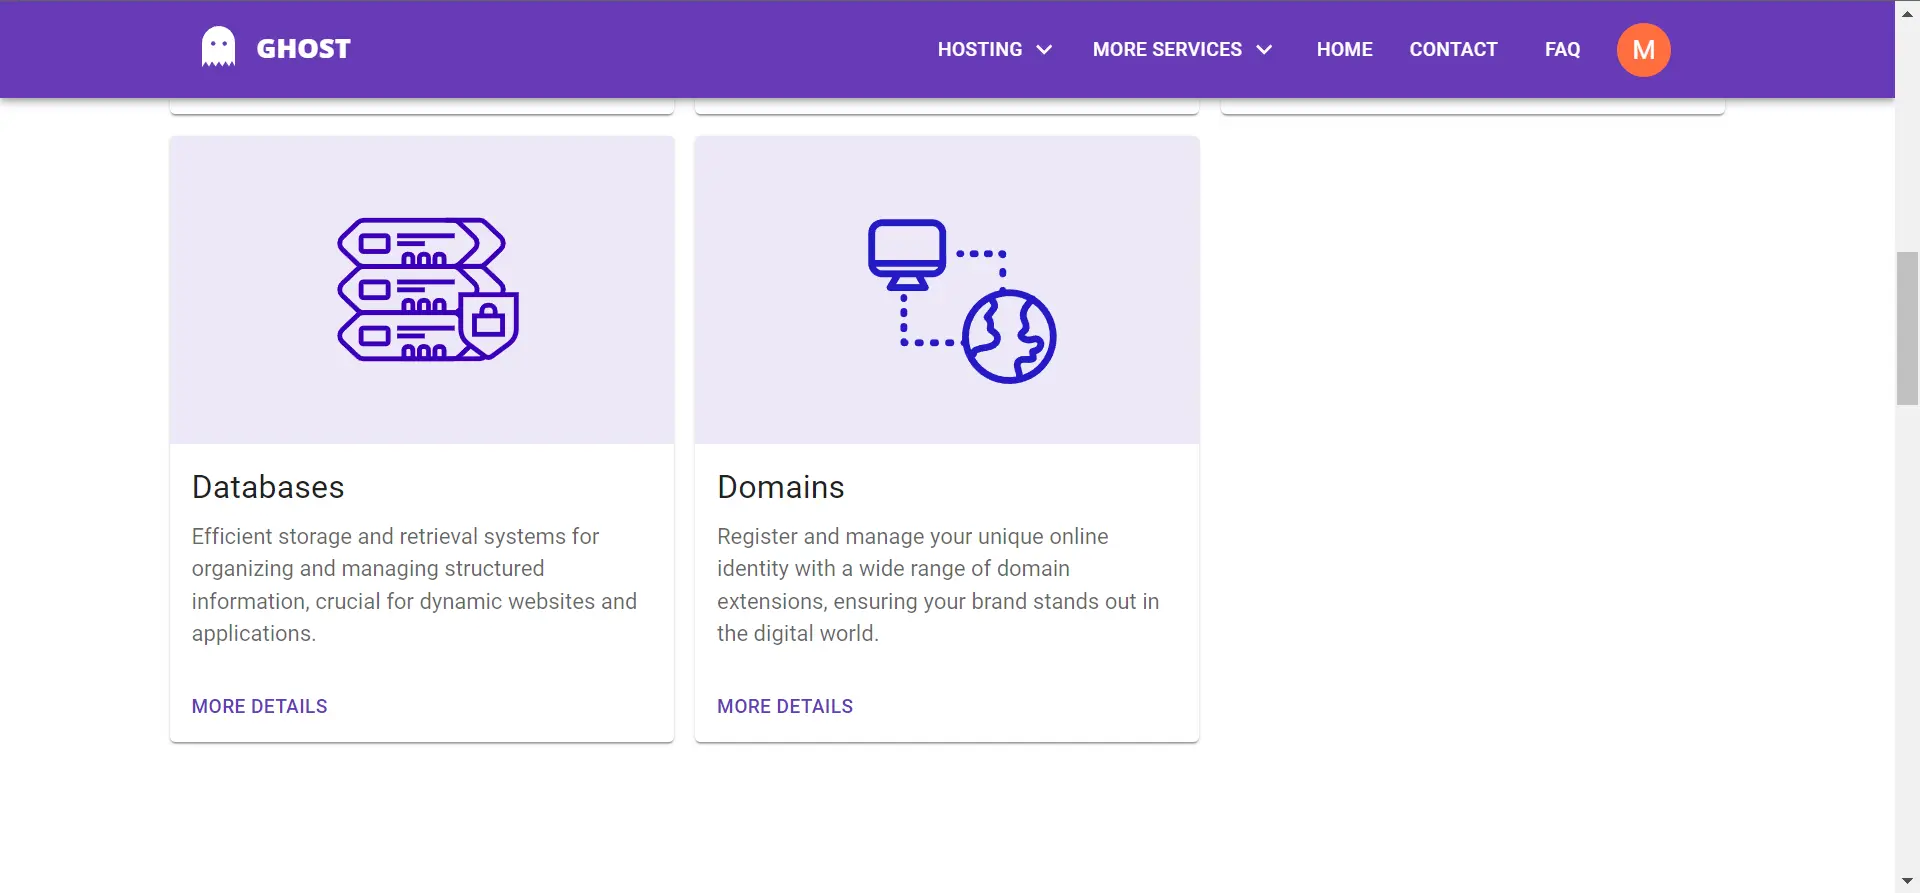 GHOST
HOSTING
MORE SERVICES
HOME
CONTACT
FAQ
M
Databases
Efficient storage and retrieval systems for
organizing and managing structured
information, crucial for dynamic websites and
applications.
MORE DETAILS
Domains
Register and manage your unique online
identity with a wide range of domain
extensions, ensuring your brand stands out in
the digital world.
MORE DETAILS